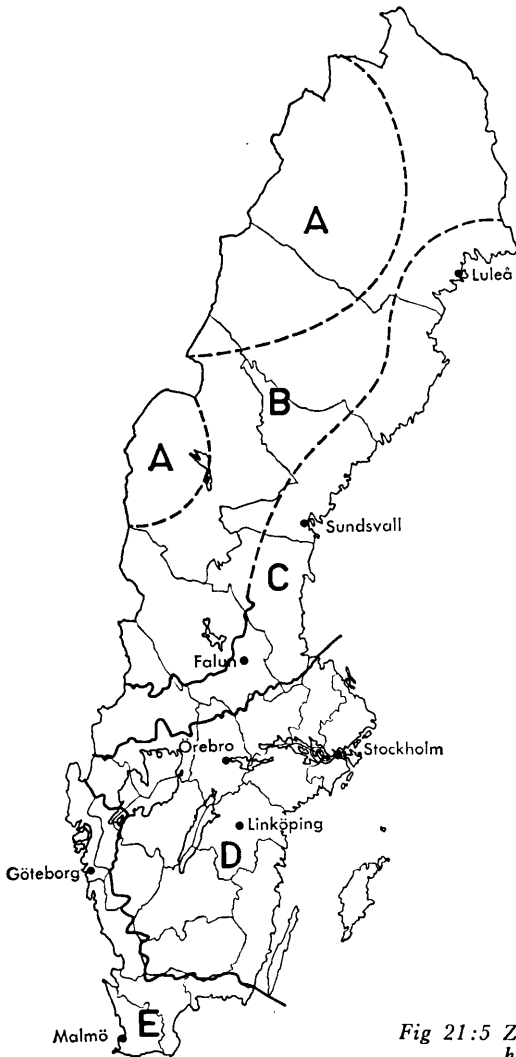 A
Luleå
B
A
Sundsvall
C
Falun
Örebro
Stockholm
Linköping
D
Göteborg
E
Malmö
Fig 21:5 Z